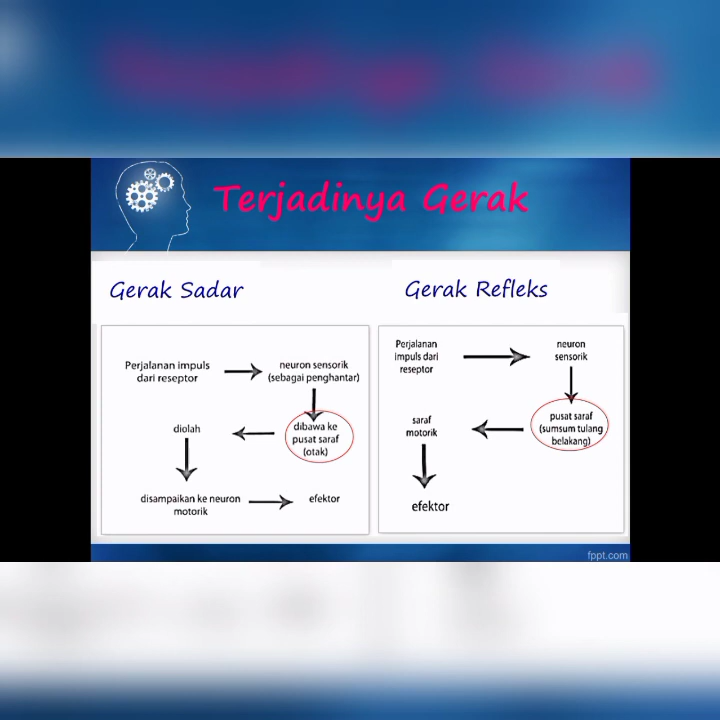 Terjadinya Gerak
Gerak Sadar
Perjalanan impuls
dari reseptor
neuron sensorik
(sebagai penghantar)
dibawa ke
pusat saraf
(otak)
diolah
disampaikan ke neuron
motorik
efektor
Gerak Refleks
Perjalanan
impuls dari
reseptor
neuron
sensorik
pusat saraf
(sumsum tulang
belakang)
saraf
motorik
efektor
fppt.com